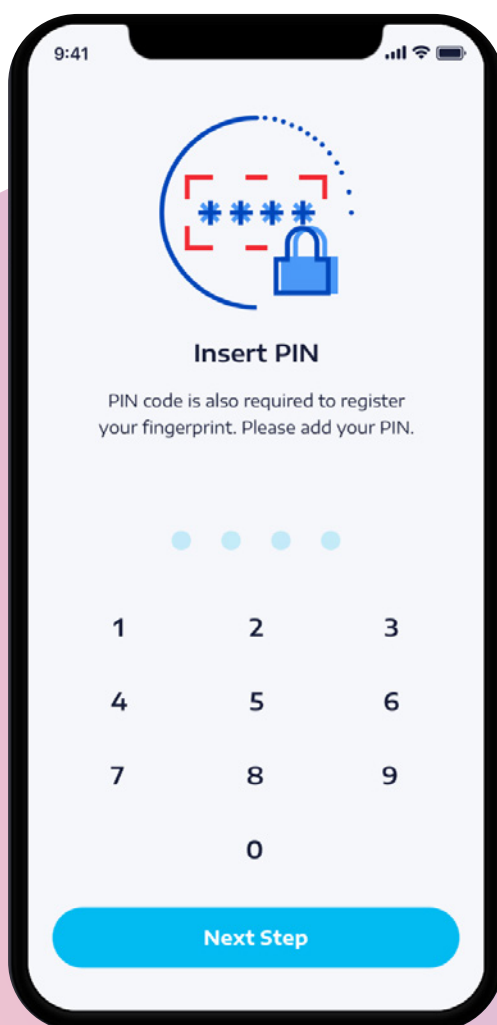 9:41
****
Insert PIN
PIN code is also required to register
your fingerprint. Please add your PIN.
1 2 3
4 5 6
7 8 9
0
Next Step